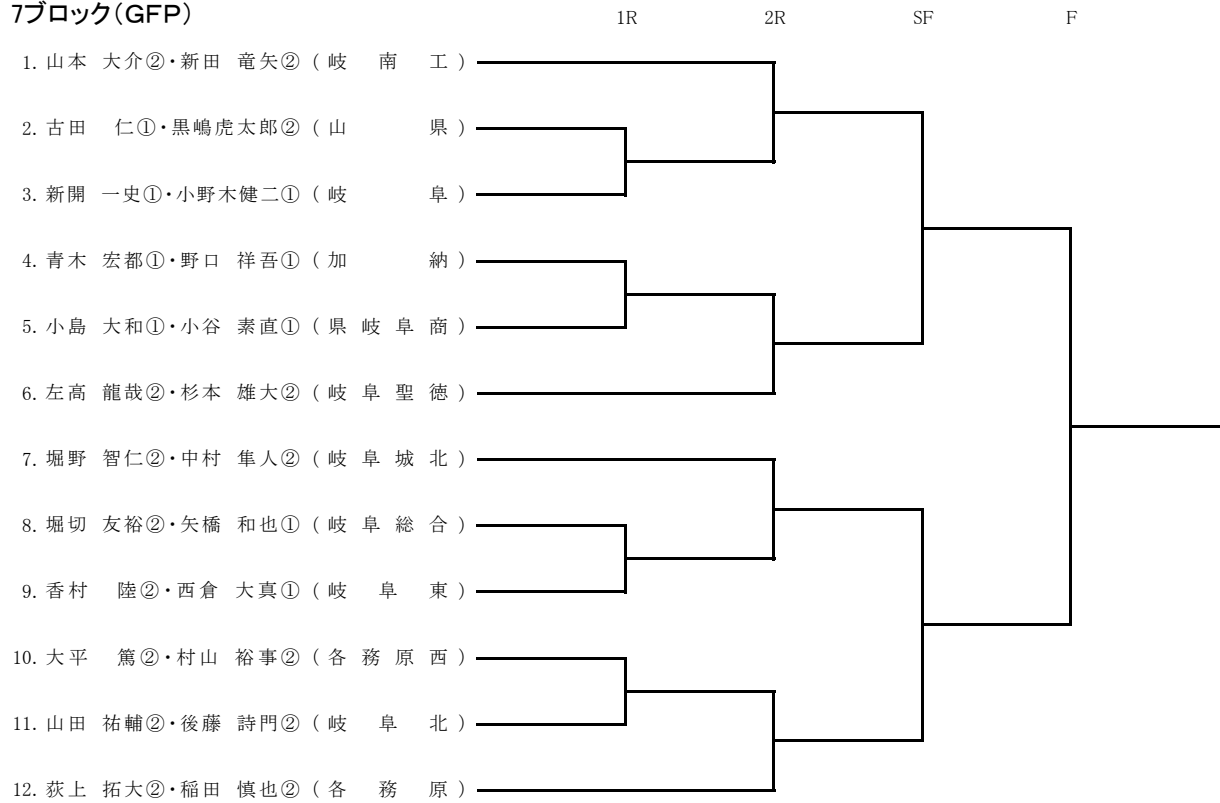 7ブロック(GFP)
1R 2R SF F
1. 山本 大介②・新田 竜矢② ( 岐 南 工 )
2. 古田 仁①・黒嶋虎太郎② ( 山 県 )
3. 新開 一史①・小野木健二① ( 岐 阜 )
4. 青木 宏都①・野口 祥吾① ( 加 納 )
5. 小島 大和①・小谷 素直① ( 県 岐 阜 商 )
6. 左高 龍哉②・杉本 雄大② ( 岐 阜 聖 徳 )
7. 堀野 智仁②・中村 隼人② ( 岐 阜 城 北 )
8. 堀切 友裕②・矢橋 和也① ( 岐 阜 総 合 )
9. 香村 陸②・西倉 大真① ( 岐 阜 東 )
10. 大平 篤②・村山 裕事② ( 各 務 原 西 )
11. 山田 祐輔②・後藤 詩門② ( 岐 阜 北 )
12. 荻上 拓大②・稲田 慎也② ( 各 務 原 )